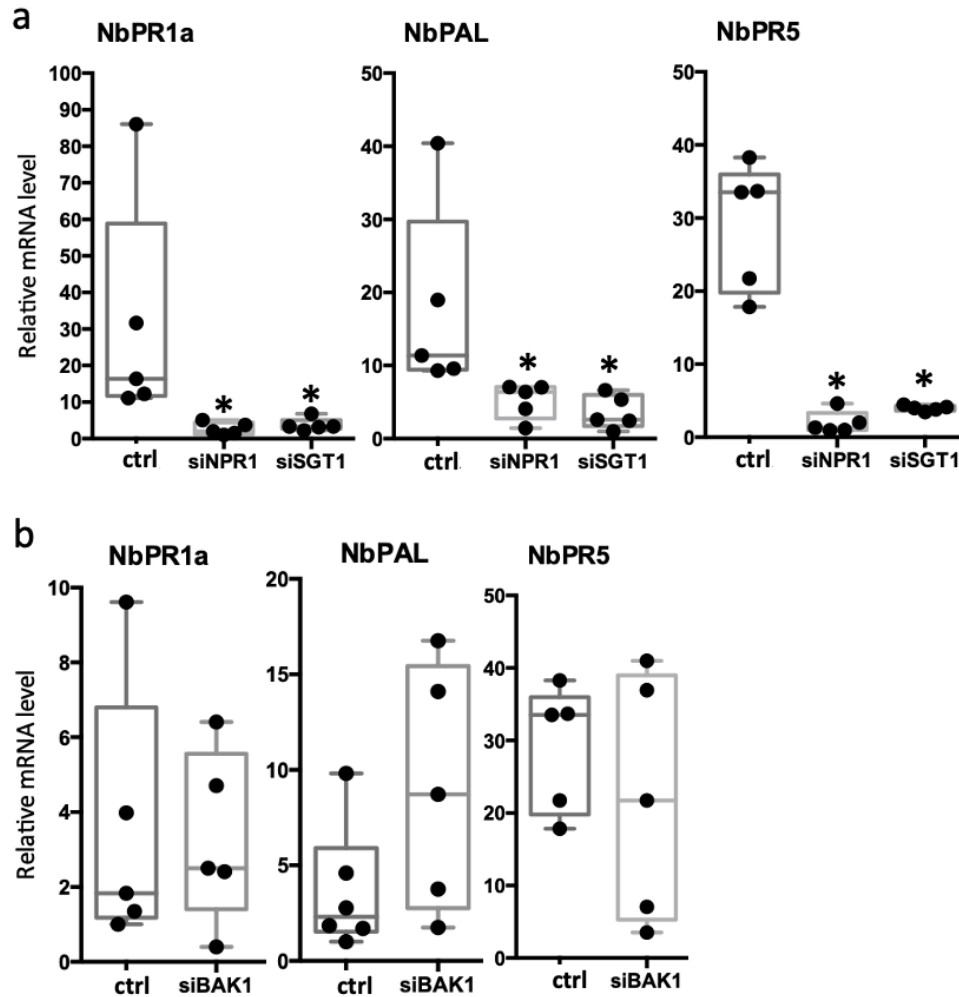 a
NbPR1a
NbPAL
NbPR5
Relative mRNA level
100
90
80
70
60
50
40
30
20
10
0
50
40
30
20
10
0
50
40
30
20
10
0
* * * * * *
ctrl siNPR1 siSGT1
ctrl siNPR1 siSGT1
ctrl siNPR1 siSGT1
b
NbPR1a
NbPAL
NbPR5
Relative mRNA level
10
8
6
4
2
0
20
15
10
5
0
50
40
30
20
10
0
ctrl siBAK1
ctrl siBAK1
ctrl siBAK1